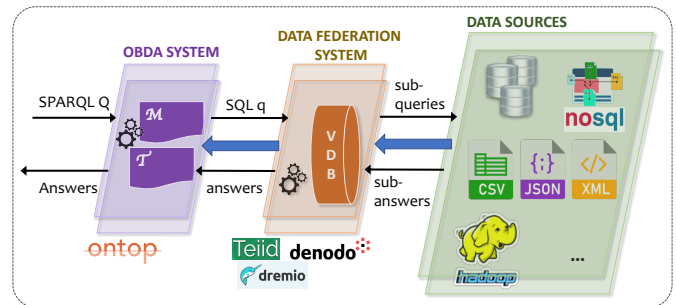 OBDA SYSTEM
DATA FEDERATION
SYSTEM
DATA SOURCES
SPARQL Q
M
T
Answers
ontop
SQL q
answers
V
D
B
Teiid
denodo
dremio
sub-
queries
sub-
answers
nosql
CSV
{;}
JSON
</>
XML
hadoop
...